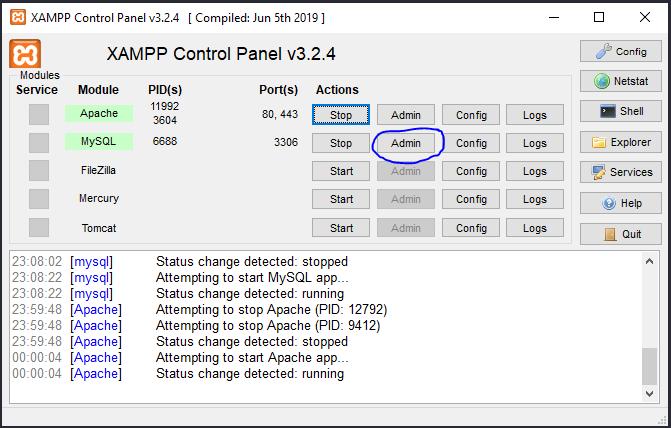 XAMPP Control Panel v3.2.4 [ Compiled: Jun 5th 2019 ]
XAMPP Control Panel v3.2.4
Config
Modules
Service Module PID(s) Port(s) Actions
Netstat
Apache 11992 3604 80, 443 Stop Admin Config Logs
Shell
MySQL 6688 3306 Stop Admin Config Logs
Explorer
FileZilla Start Admin Config Logs
Services
Mercury Start Admin Config Logs
Help
Tomcat Start Admin Config Logs
Quit
23:08:02 [mysql] Status change detected: stopped
23:08:22 [mysql] Attempting to start MySQL app...
23:08:22 [mysql] Status change detected: running
23:59:48 [Apache] Attempting to stop Apache (PID: 12792)
23:59:48 [Apache] Attempting to stop Apache (PID: 9412)
23:59:48 [Apache] Status change detected: stopped
00:00:04 [Apache] Attempting to start Apache app...
00:00:04 [Apache] Status change detected: running